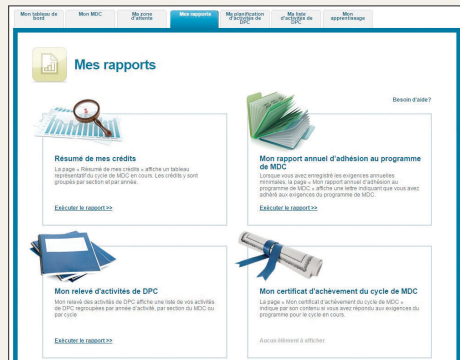 Mon tableau de bord
Mon MDC
Ma zone d'attente
Mes rapports
Ma planification d'activités de DPC
Ma liste d'activités de DPC
Mon apprentissage
Mes rapports
Besoin d'aide?
Résumé de mes crédits
La page « Résumé de mes crédits » affiche un tableau
représentatif du cycle de MDC en cours. Les crédits y sont
groupés par section et par année.
Exécuter le rapport >>
Mon rapport annuel d'adhésion au programme
de MDC
Lorsque vous avez enregistré les exigences annuelles
minimales, la page « Mon rapport annuel d'adhésion au
programme de MDC » affiche une lettre indiquant que vous avez
adhéré aux exigences du programme de MDC.
Exécuter le rapport >>
Mon relevé d'activités de DPC
Mon relevé des activités de DPC affiche une liste de vos activités
de DPC regroupées par année d'activité, par section du MDC ou
par cycle.
Exécuter le rapport >>
Mon certificat d'achèvement du cycle de MDC
La page « Mon certificat d'achèvement du cycle de MDC »
indique par son contenu si vous avez répondu aux exigences du
programme pour le cycle en cours.
Aucun élément à afficher